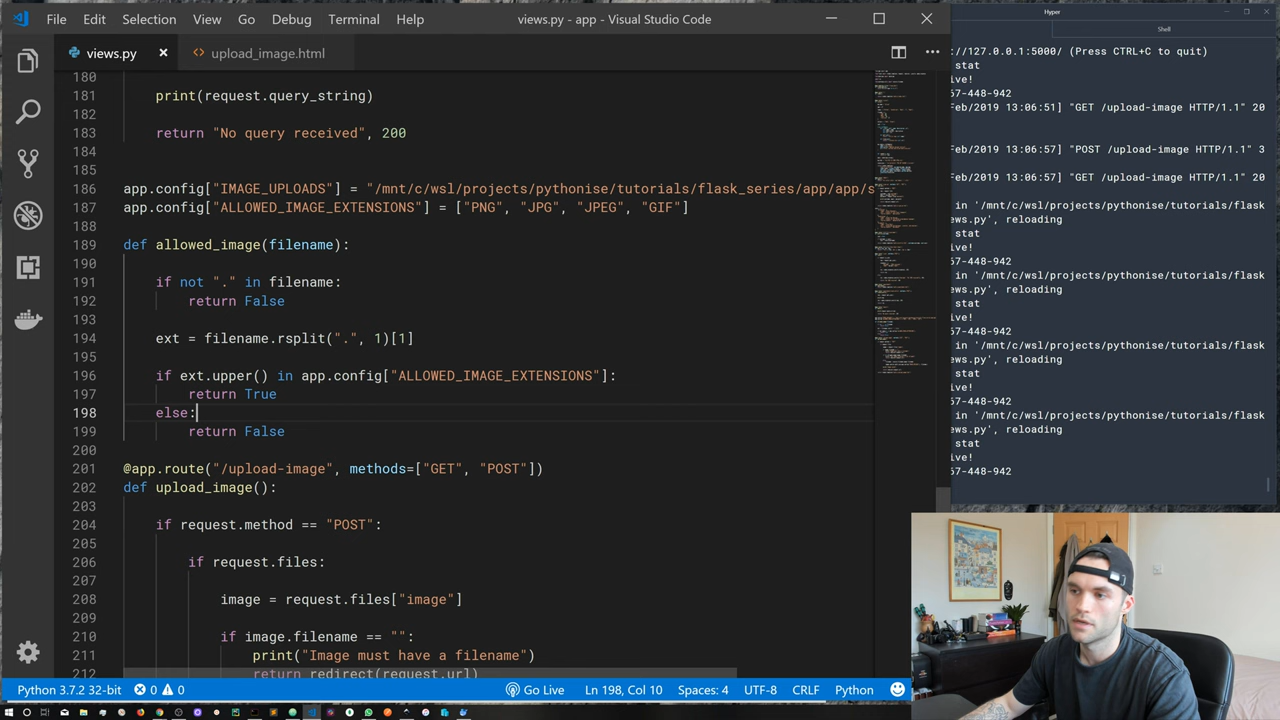 File Edit Selection View Go Debug Terminal Help views.py - app - Visual Studio Code
views.py upload_image.html
180
181 print(request.query_string)
182
183 return "No query received", 200
184
185
186 app.config["IMAGE_UPLOADS"] = "/mnt/c/wsl/projects/pythonise/tutorials/flask_series/app/app/s
187 app.config["ALLOWED_IMAGE_EXTENSIONS"] = ["PNG", "JPG", "JPEG", "GIF"]
188
189 def allowed_image(filename):
190
191 if not "." in filename:
192 return False
193
194 ext = filename.rsplit(".", 1)[1]
195
196 if ext.upper() in app.config["ALLOWED_IMAGE_EXTENSIONS"]:
197 return True
198 else:
199 return False
200
201 @app.route("/upload-image", methods=["GET", "POST"])
202 def upload_image():
203
204 if request.method == "POST":
205
206 if request.files:
207
208 image = request.files["image"]
209
210 if image.filename == "":
211 print("Image must have a filename")
212 return redirect(request.url)
Python 3.7.2 32-bit 0 0 Go Live Ln 198, Col 10 Spaces: 4 UTF-8 CRLF Python
Hyper
Shell
://127.0.0.1:5000/ (Press CTRL+C to quit)
stat
ive!
57-448-942
Feb/2019 13:06:57] "GET /upload-image HTTP/1.1" 20
Feb/2019 13:06:57] "POST /upload-image HTTP/1.1" 3
Feb/2019 13:06:57] "GET /upload-image HTTP/1.1" 20
in '/mnt/c/wsl/projects/pythonise/tutorials/flask
ews.py', reloading
stat
ive!
57-448-942
in '/mnt/c/wsl/projects/pythonise/tutorials/flask
ews.py', reloading
stat
ive!
57-448-942
in '/mnt/c/wsl/projects/pythonise/tutorials/flask
ews.py', reloading
stat
ive!
57-448-942
in '/mnt/c/wsl/projects/pythonise/tutorials/flask
ews.py', reloading
stat
ive!
57-448-942